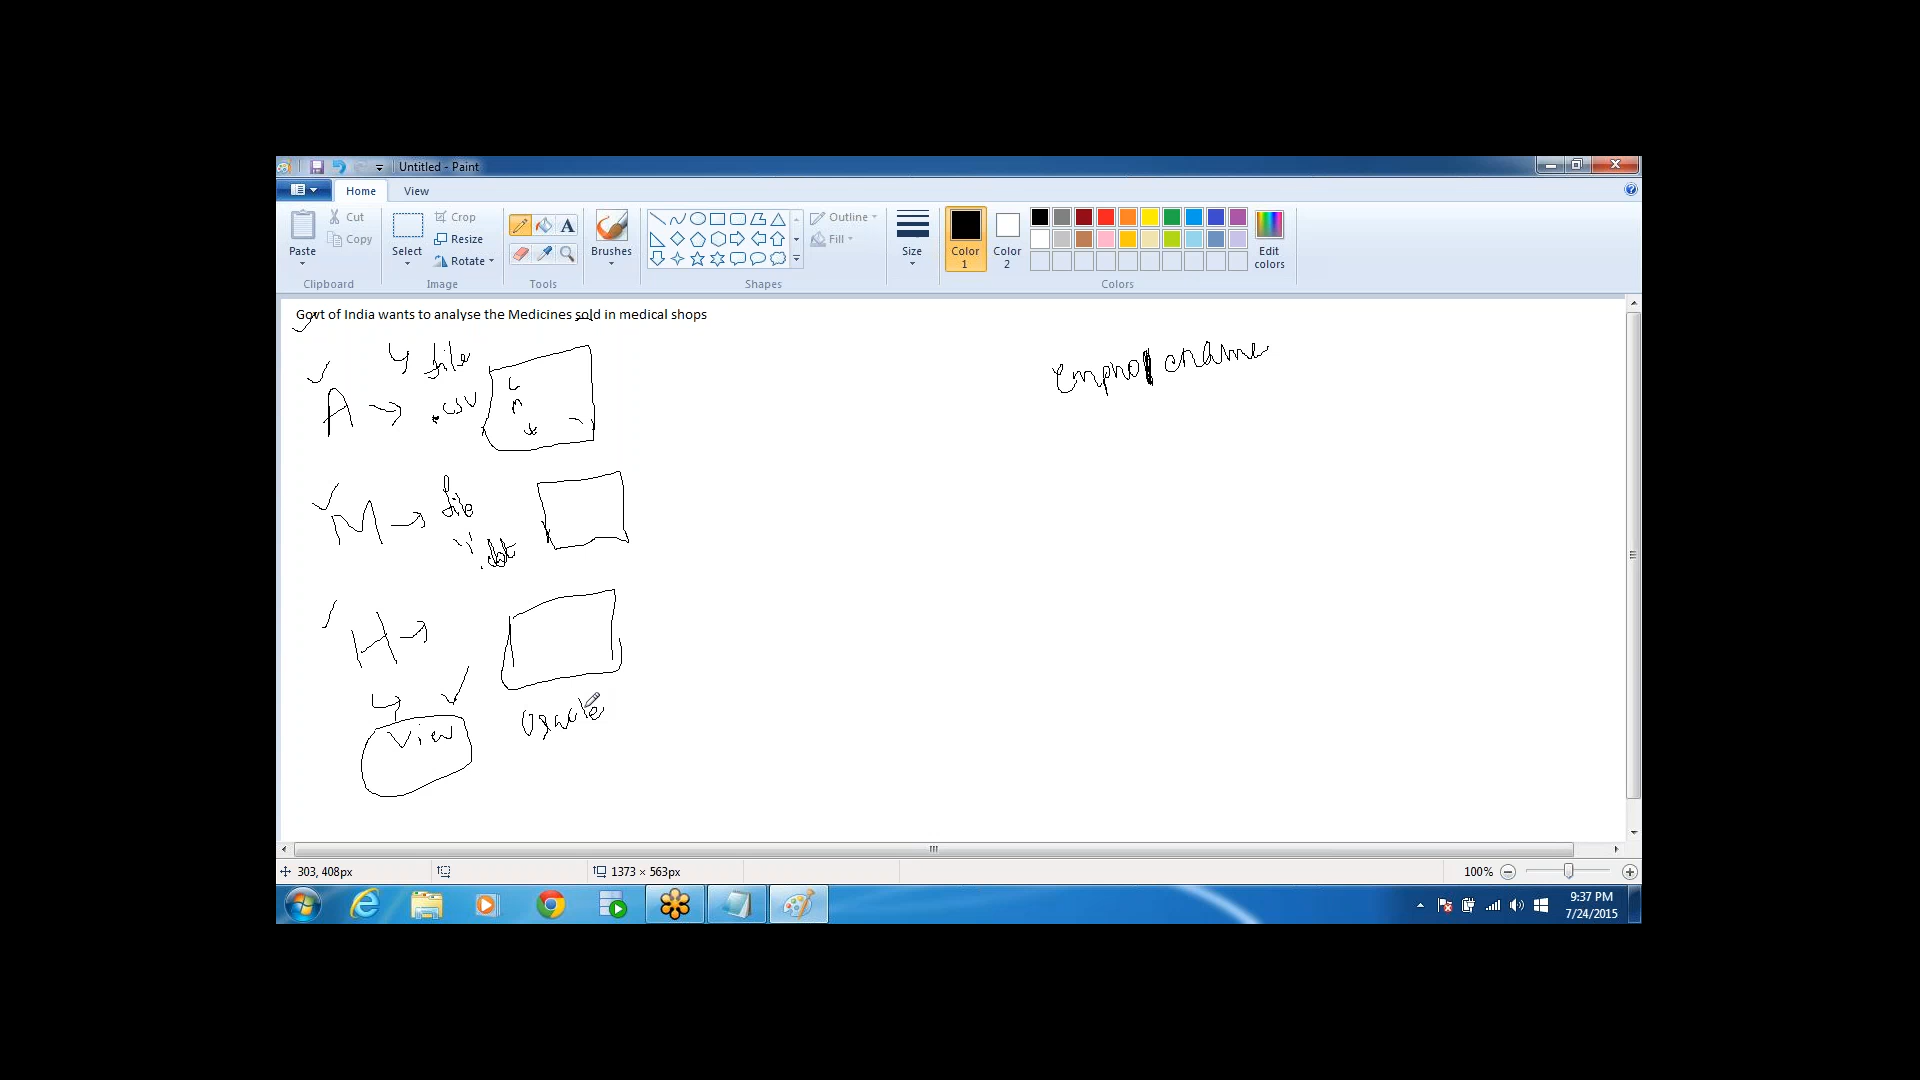 Untitled - Paint
Home View
Cut
Copy
Paste
Clipboard
Select
Crop
Resize
Rotate
Image
A
Tools
Brushes
Outline
Fill
Shapes
Size
Color 1
Color 2
Edit colors
Colors
Govt of India wants to analyse the Medicines sold in medical shops
file
A → .csv
empno | ename
M → file
.dat
H →
View
Oracle
303, 408px
1373 × 563px
100%
9:37 PM
7/24/2015